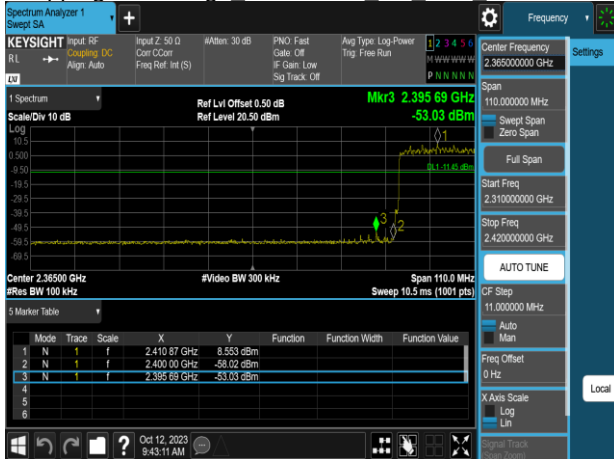 Spectrum Analyzer 1
Swept SA
Frequency
KEYSIGHT
RL
Input: RF
Coupling: DC
Align: Auto
Input Z: 50 Ω
Corr CCorr
Freq Ref: Int (S)
#Atten: 30 dB
PNO: Fast
Gate: Off
IF Gain: Low
Sig Track: Off
Avg Type: Log-Power
Trig: Free Run
1 2 3 4 5 6
M W W W W W
P N N N N N
1 Spectrum
Scale/Div 10 dB
Ref Lvl Offset 0.50 dB
Ref Level 20.50 dBm
Mkr3 2.395 69 GHz
-53.03 dBm
Log
10.5
0.500
-9.50
-19.5
-29.5
-39.5
-49.5
-59.5
-69.5
1
DL1 -11.45 dBm
3
2
Center 2.36500 GHz
#Res BW 100 kHz
#Video BW 300 kHz
Span 110.0 MHz
Sweep 10.5 ms (1001 pts)
5 Marker Table
Mode Trace Scale X Y Function Function Width Function Value
1 N 1 f 2.410 87 GHz 8.553 dBm
2 N 1 f 2.400 00 GHz -58.02 dBm
3 N 1 f 2.395 69 GHz -53.03 dBm
4
5
6
?
Oct 12, 2023
9:43:11 AM
Center Frequency
2.365000000 GHz
Span
110.000000 MHz
Swept Span
Zero Span
Full Span
Start Freq
2.310000000 GHz
Stop Freq
2.420000000 GHz
AUTO TUNE
CF Step
11.000000 MHz
Auto
Man
Freq Offset
0 Hz
X Axis Scale
Log
Lin
Signal Track
(Span Zoom)
Settings
Local